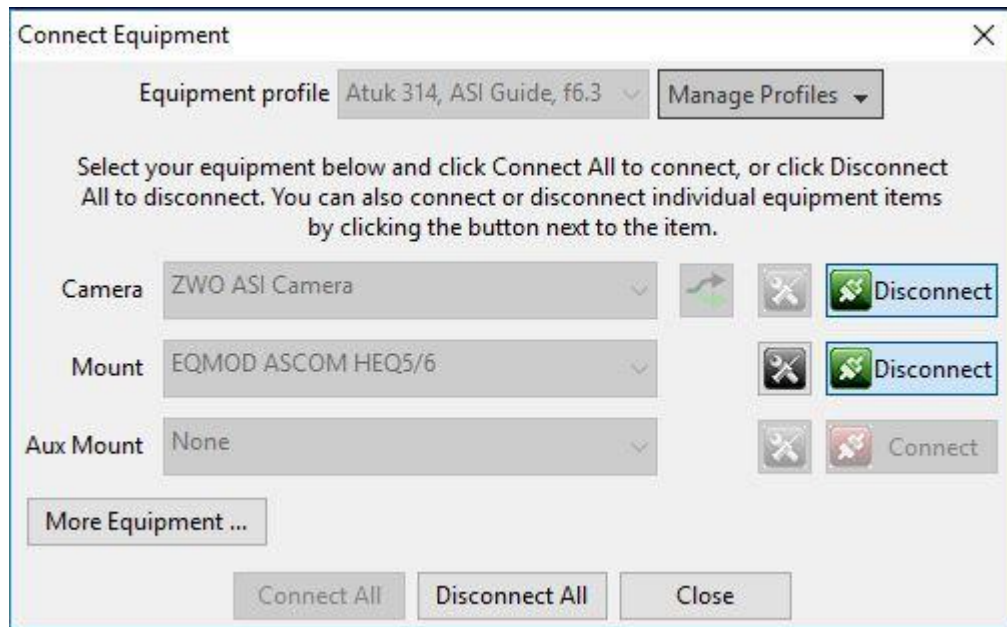 Connect Equipment
Equipment profile Atuk 314, ASI Guide, f6.3 Manage Profiles
Select your equipment below and click Connect All to connect, or click Disconnect
All to disconnect. You can also connect or disconnect individual equipment items
by clicking the button next to the item.
Camera ZWO ASI Camera Disconnect
Mount EQMOD ASCOM HEQ5/6 Disconnect
Aux Mount None Connect
More Equipment ...
Connect All Disconnect All Close